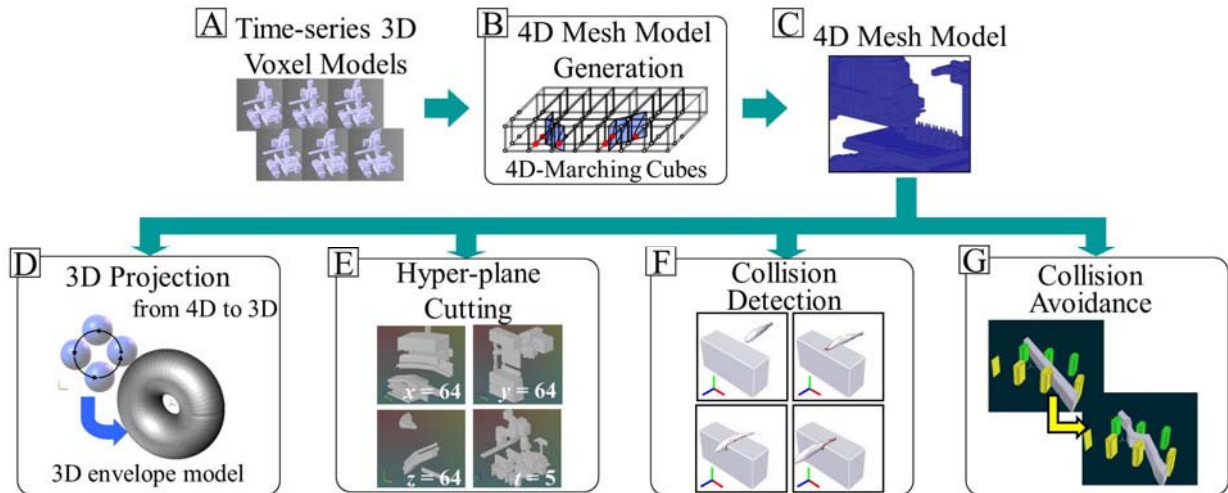 A
Time-series 3D
Voxel Models
B
4D Mesh Model
Generation
4D-Marching Cubes
C
4D Mesh Model
D
3D Projection
from 4D to 3D
3D envelope model
E
Hyper-plane
Cutting
x = 64
y = 64
z = 64
t = 5
F
Collision
Detection
G
Collision
Avoidance